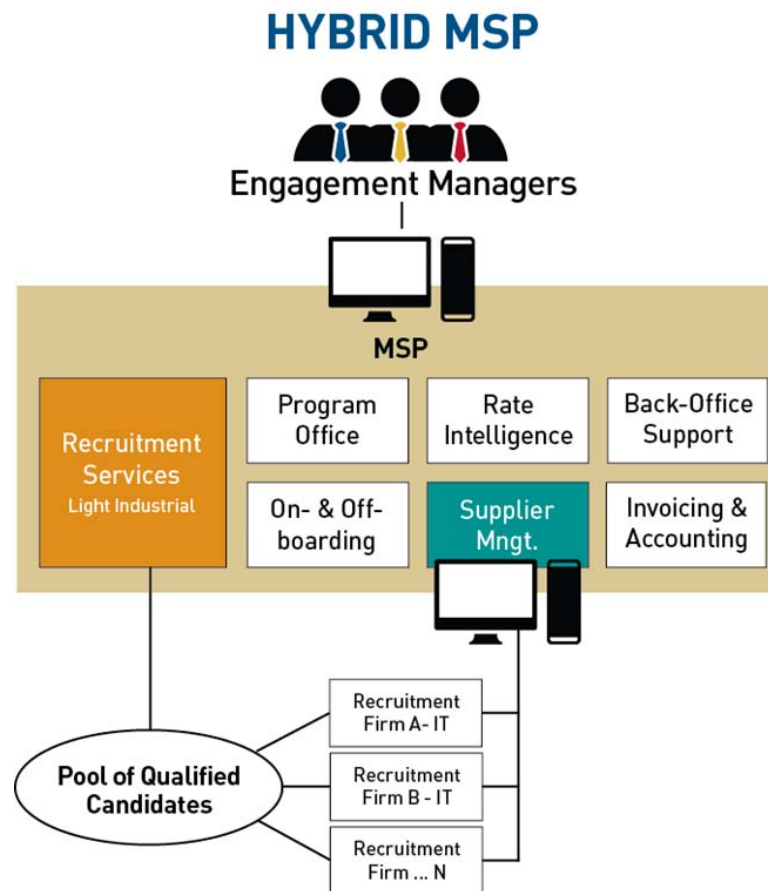 HYBRID MSP
Engagement Managers
MSP
Recruitment
Services
Light Industrial
Program
Office
Rate
Intelligence
Back-Office
Support
On- & Off-
boarding
Supplier
Mngt.
Invoicing &
Accounting
Recruitment
Firm A- IT
Pool of Qualified
Candidates
Recruitment
Firm B - IT
Recruitment
Firm ... N